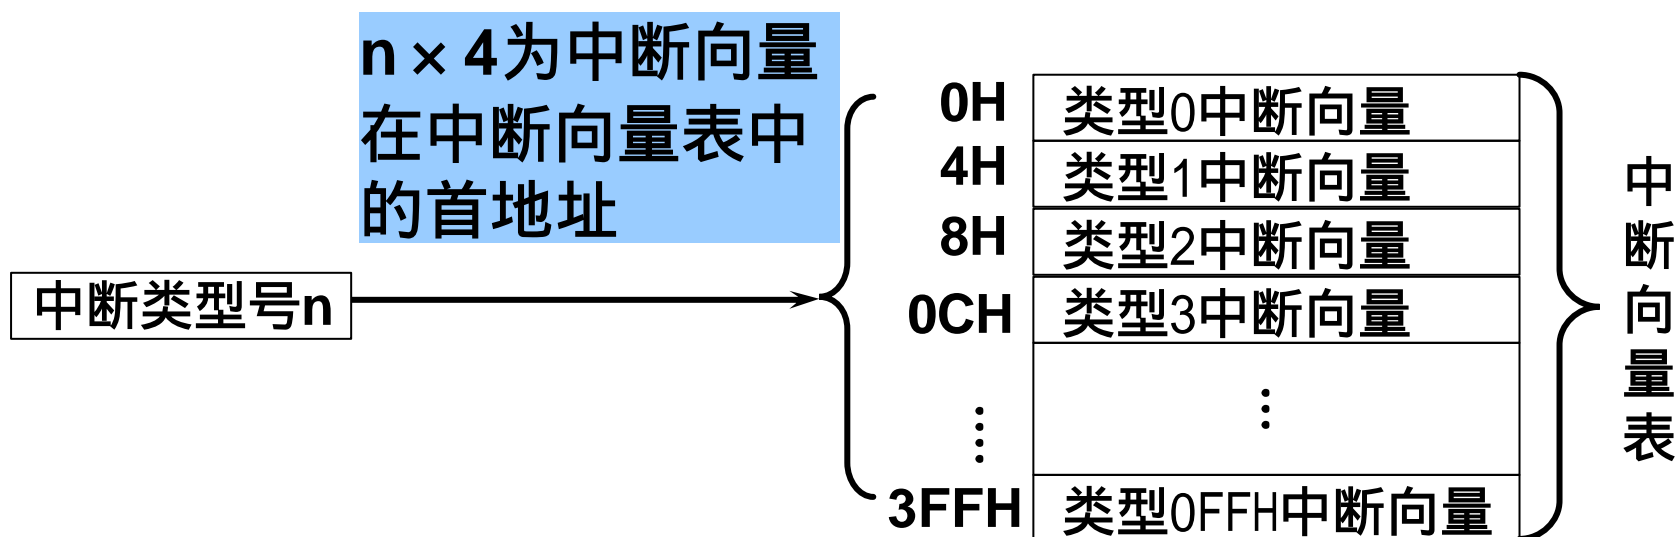 n × 4为中断向量
在中断向量表中
的首地址
中断类型号n
0H 类型0中断向量
4H 类型1中断向量
8H 类型2中断向量
0CH 类型3中断向量
3FFH 类型0FFH中断向量
中断向量表